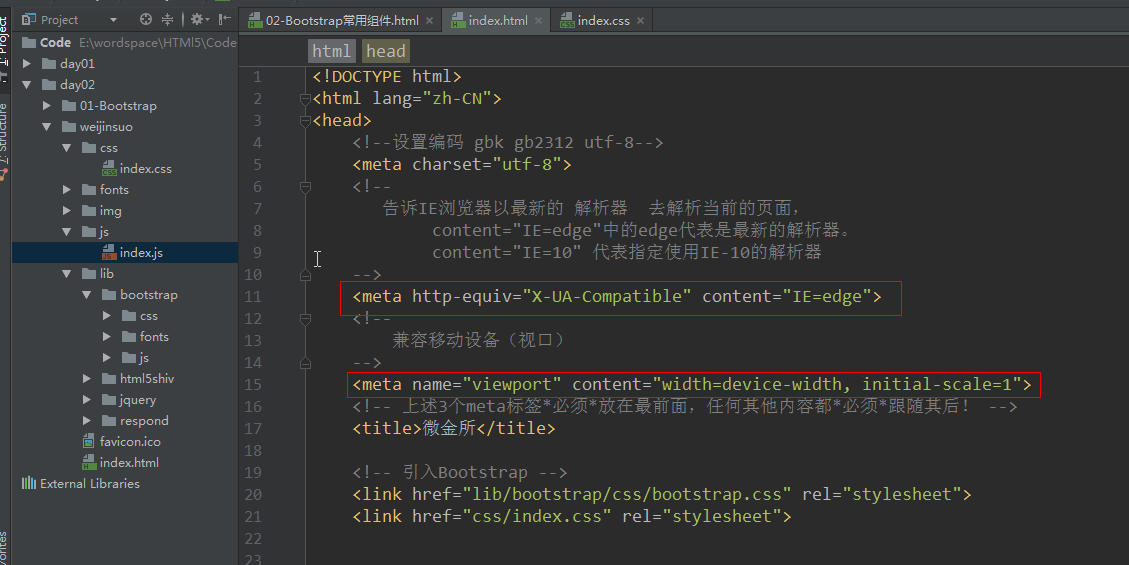 Project
02-Bootstrap常用组件.html
index.html
index.css
1: Project
Code E:\wordspace\HTMl5\Code
day01
day02
01-Bootstrap
weijinsuo
css
index.css
fonts
img
js
index.js
lib
bootstrap
css
fonts
js
html5shiv
jquery
respond
favicon.ico
index.html
External Libraries
7: Structure
html head
1 <!DOCTYPE html>
2 <html lang="zh-CN">
3 <head>
4 <!--设置编码 gbk gb2312 utf-8-->
5 <meta charset="utf-8">
6 <!--
7 告诉IE浏览器以最新的 解析器 去解析当前的页面,
8 content="IE=edge"中的edge代表是最新的解析器。
9 content="IE=10" 代表指定使用IE-10的解析器
10 -->
11 <meta http-equiv="X-UA-Compatible" content="IE=edge">
12 <!--
13 兼容移动设备（视口）
14 -->
15 <meta name="viewport" content="width=device-width, initial-scale=1">
16 <!-- 上述3个meta标签*必须*放在最前面，任何其他内容都*必须*跟随其后！ -->
17 <title>微金所</title>
18
19 <!-- 引入Bootstrap -->
20 <link href="lib/bootstrap/css/bootstrap.css" rel="stylesheet">
21 <link href="css/index.css" rel="stylesheet">
22
23